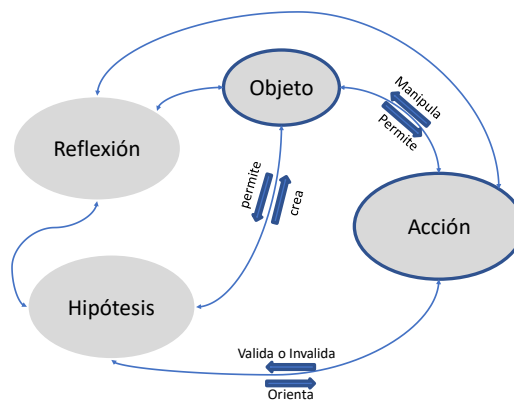 Objeto
Manipula
Permite
Reflexión
permite
crea
Acción
Hipótesis
Valida o Invalida
Orienta